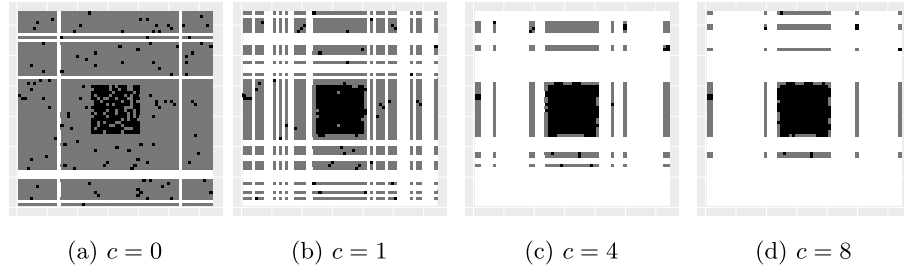 (a) c = 0 (b) c = 1 (c) c = 4 (d) c = 8